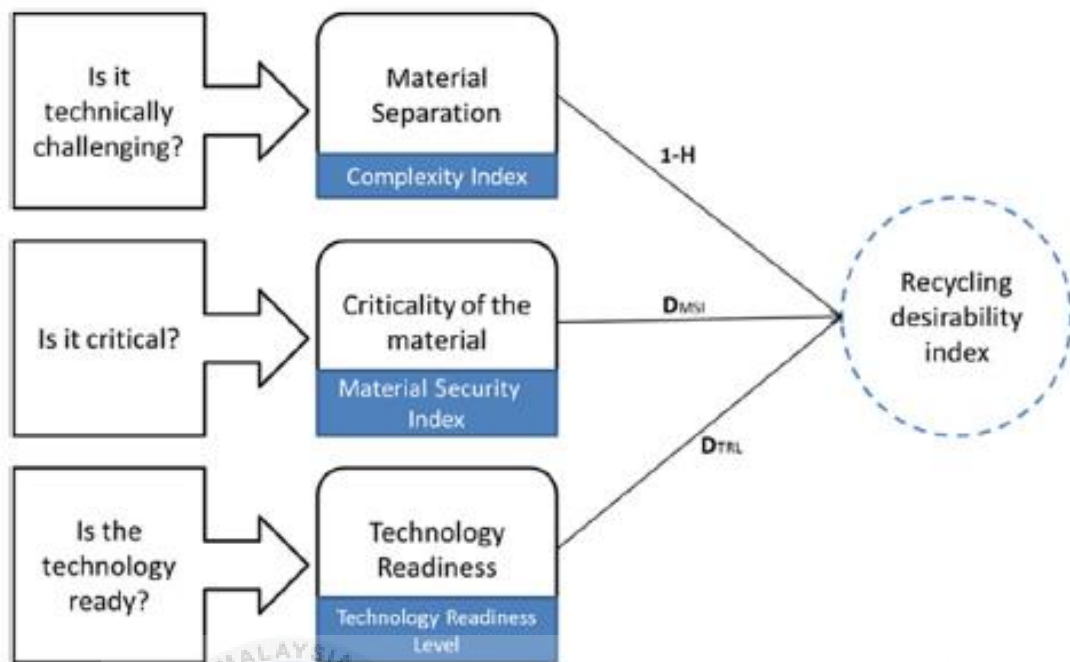 Is it
technically
challenging?
Material
Separation
Complexity Index
1-H
Is it critical?
Criticality of the
material
Material Security
Index
DMSI
Recycling
desirability
index
Is the
technology
ready?
Technology
Readiness
Technology Readiness
Level
DTRL
MALAYSIA